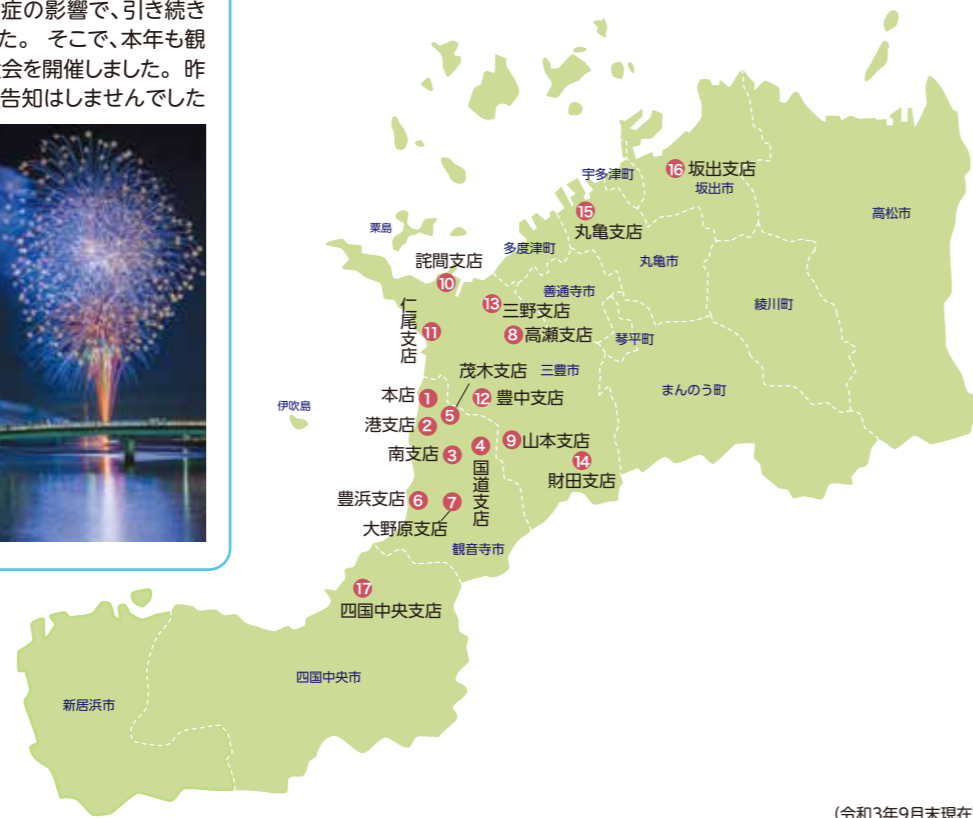 症の影響で、引き続き
た。 そこで、本年も観
会を開催しました。 昨
告知はしませんでした
宇多津町
⑯ 坂出支店
坂出市
高松市
⑮
丸亀支店
粟島
多度津町
丸亀市
詫間支店
⑩
善通寺市
⑬
三野支店
綾川町
仁尾支店
⑪
⑧ 高瀬支店
琴平町
茂木支店
三豊市
まんのう町
本店 ①
⑤
⑫ 豊中支店
伊吹島
港支店 ②
⑨ 山本支店
南支店 ③
④
国道支店
⑭
財田支店
豊浜支店 ⑥
⑦
大野原支店
観音寺市
⑰
四国中央支店
四国中央市
新居浜市
(令和3年9月末現在